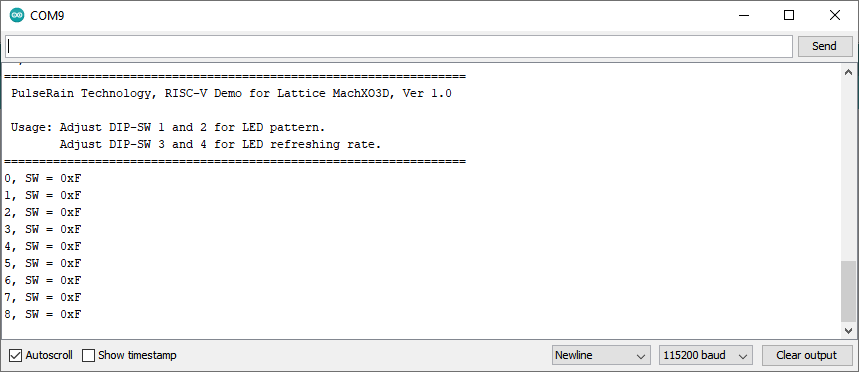 COM9
Send
==================================================================
PulseRain Technology, RISC-V Demo for Lattice MachXO3D, Ver 1.0
Usage: Adjust DIP-SW 1 and 2 for LED pattern.
Adjust DIP-SW 3 and 4 for LED refreshing rate.
==================================================================
0, SW = 0xF
1, SW = 0xF
2, SW = 0xF
3, SW = 0xF
4, SW = 0xF
5, SW = 0xF
6, SW = 0xF
7, SW = 0xF
8, SW = 0xF
Autoscroll Show timestamp Newline 115200 baud Clear output